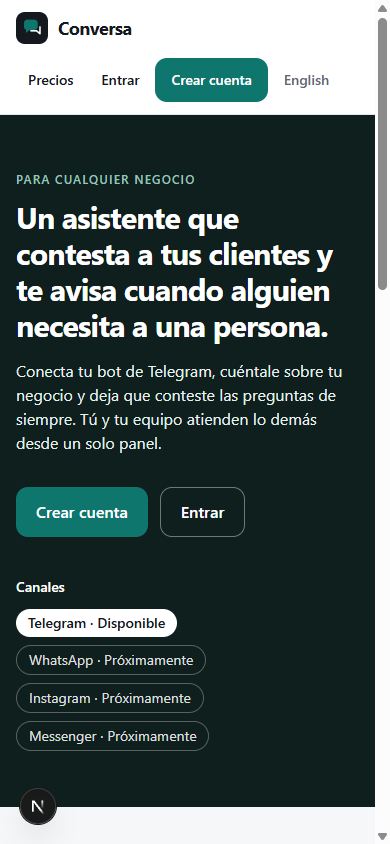 Conversa
Precios
Entrar
Crear cuenta
English
PARA CUALQUIER NEGOCIO
Un asistente que
contesta a tus clientes y
te avisa cuando alguien
necesita a una persona.
Conecta tu bot de Telegram, cuéntale sobre tu
negocio y deja que conteste las preguntas de
siempre. Tú y tu equipo atienden lo demás
desde un solo panel.
Crear cuenta
Entrar
Canales
Telegram · Disponible
WhatsApp · Próximamente
Instagram · Próximamente
Messenger · Próximamente
N